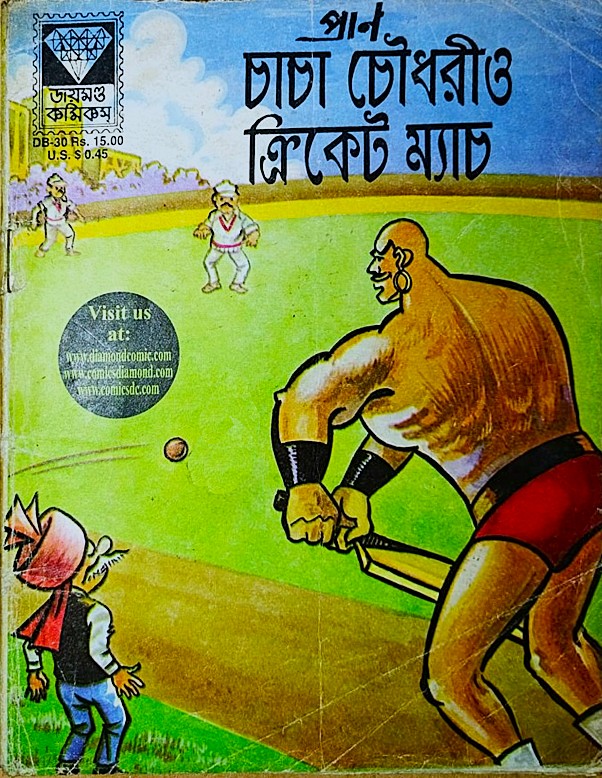 প্রাণ
চাচা চৌধরীও
ক্রিকেট ম্যাচ
ডায়মণ্ড
কমিকস্
DB-30 Rs. 15.00
U.S. $ 0.45
Visit us
at:
www.diamondcomic.com
www.comicsdiamond.com
www.comicsdc.com